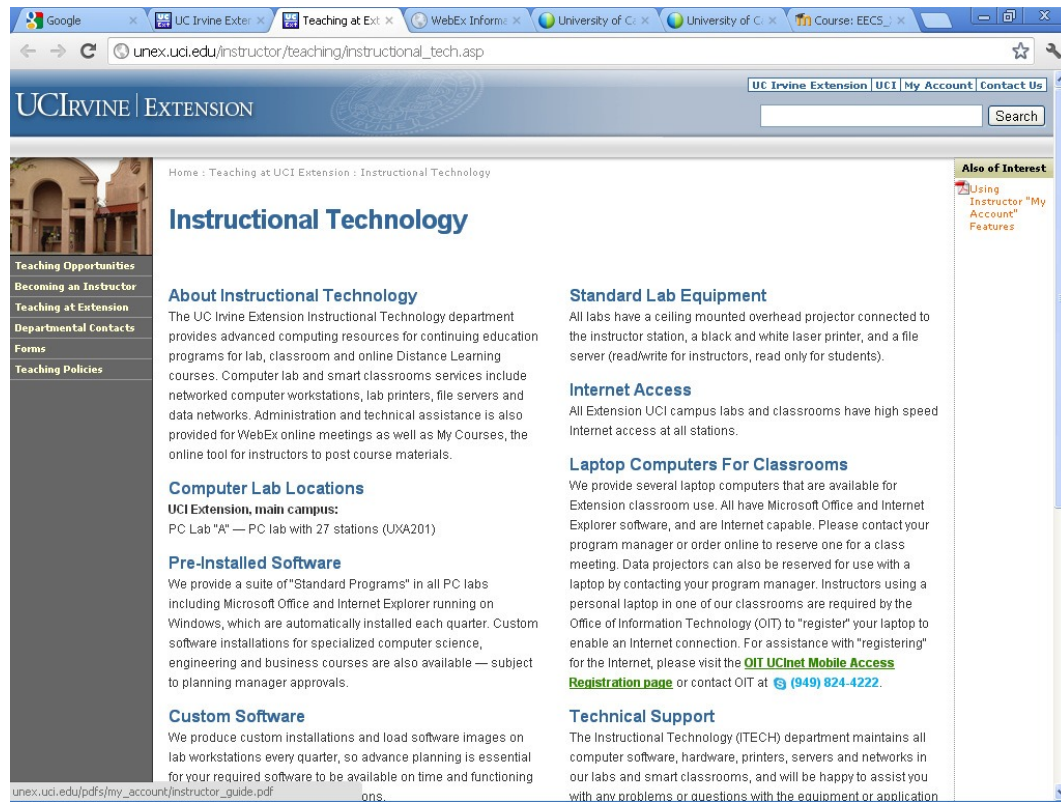 Google
UC Irvine Exter
Teaching at Ext
WebEx Informa
University of Ca
University of Ca
Course: EECS_
unex.uci.edu/instructor/teaching/instructional_tech.asp
UC Irvine Extension UCI My Account Contact Us
UCIRVINE | EXTENSION
Search
Home : Teaching at UCI Extension : Instructional Technology
Instructional Technology
Teaching Opportunities
Becoming an Instructor
Teaching at Extension
Departmental Contacts
Forms
Teaching Policies
About Instructional Technology
The UC Irvine Extension Instructional Technology department
provides advanced computing resources for continuing education
programs for lab, classroom and online Distance Learning
courses. Computer lab and smart classrooms services include
networked computer workstations, lab printers, file servers and
data networks. Administration and technical assistance is also
provided for WebEx online meetings as well as My Courses, the
online tool for instructors to post course materials.
Computer Lab Locations
UCI Extension, main campus:
PC Lab "A" — PC lab with 27 stations (UXA201)
Pre-Installed Software
We provide a suite of "Standard Programs" in all PC labs
including Microsoft Office and Internet Explorer running on
Windows, which are automatically installed each quarter. Custom
software installations for specialized computer science,
engineering and business courses are also available — subject
to planning manager approvals.
Custom Software
We produce custom installations and load software images on
lab workstations every quarter, so advance planning is essential
for your required software to be available on time and functioning
ons.
Standard Lab Equipment
All labs have a ceiling mounted overhead projector connected to
the instructor station, a black and white laser printer, and a file
server (read/write for instructors, read only for students).
Internet Access
All Extension UCI campus labs and classrooms have high speed
Internet access at all stations.
Laptop Computers For Classrooms
We provide several laptop computers that are available for
Extension classroom use. All have Microsoft Office and Internet
Explorer software, and are Internet capable. Please contact your
program manager or order online to reserve one for a class
meeting. Data projectors can also be reserved for use with a
laptop by contacting your program manager. Instructors using a
personal laptop in one of our classrooms are required by the
Office of Information Technology (OIT) to "register" your laptop to
enable an Internet connection. For assistance with "registering"
for the Internet, please visit the OIT UCInet Mobile Access
Registration page or contact OIT at (949) 824-4222.
Technical Support
The Instructional Technology (ITECH) department maintains all
computer software, hardware, printers, servers and networks in
our labs and smart classrooms, and will be happy to assist you
with any problems or questions with the equipment or application
Also of Interest
Using
Instructor "My
Account"
Features
unex.uci.edu/pdfs/my_account/instructor_guide.pdf